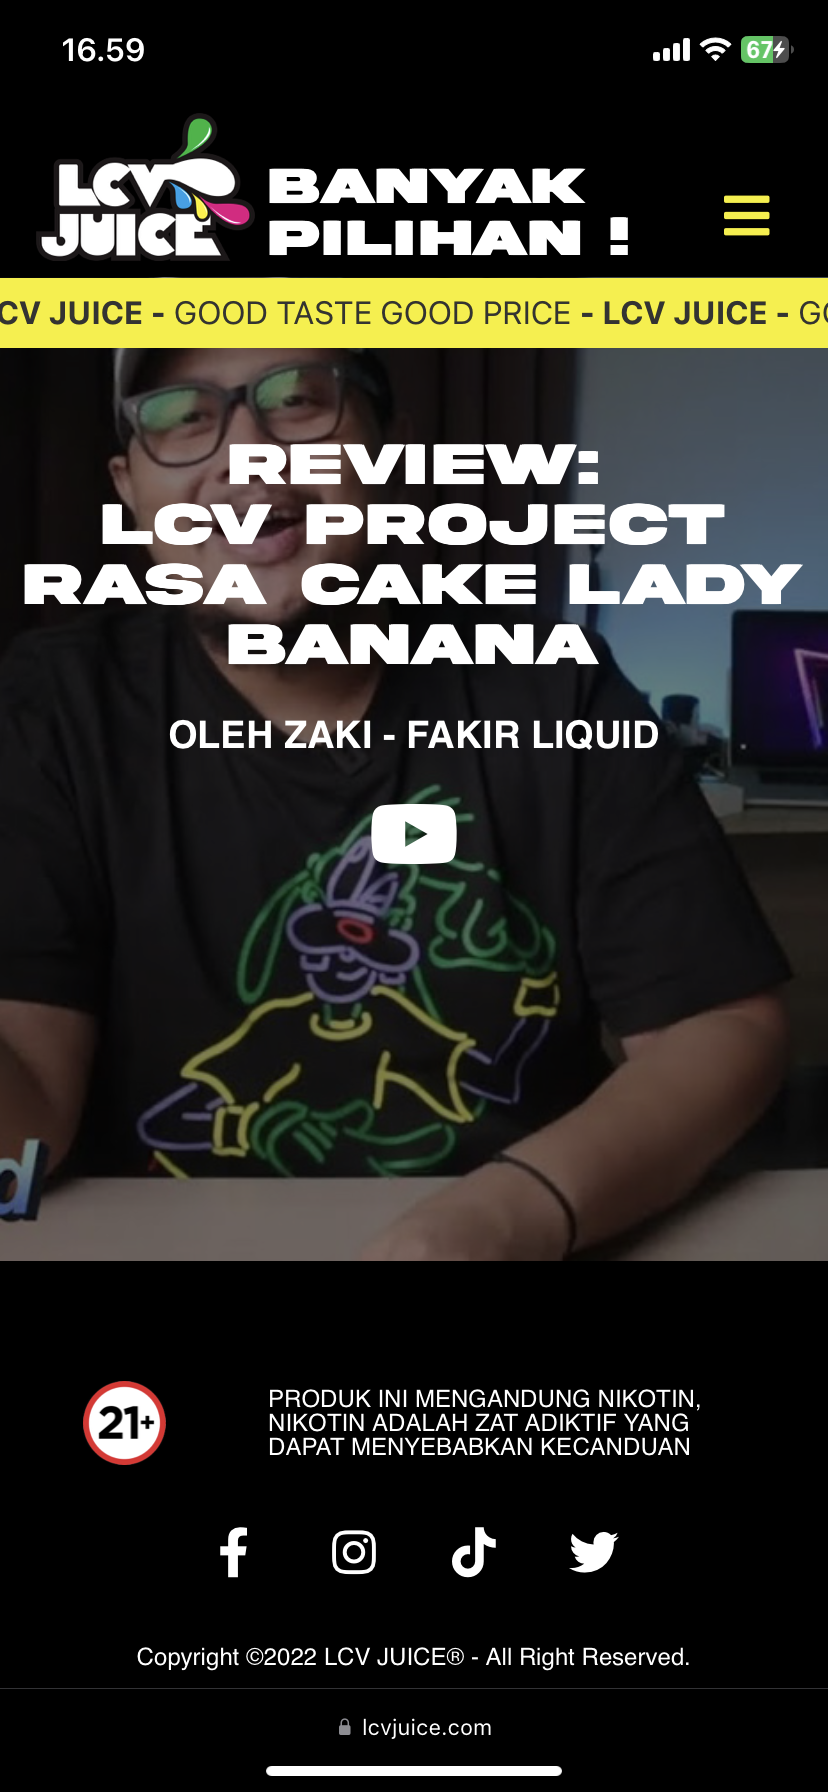 16.59
67
LCV
JUICE
BANYAK
PILIHAN !
CV JUICE - GOOD TASTE GOOD PRICE - LCV JUICE - GO
REVIEW:
LCV PROJECT
RASA CAKE LADY
BANANA
OLEH ZAKI - FAKIR LIQUID
d
21+
PRODUK INI MENGANDUNG NIKOTIN,
NIKOTIN ADALAH ZAT ADIKTIF YANG
DAPAT MENYEBABKAN KECANDUAN
Copyright ©2022 LCV JUICE® - All Right Reserved.
lcvjuice.com